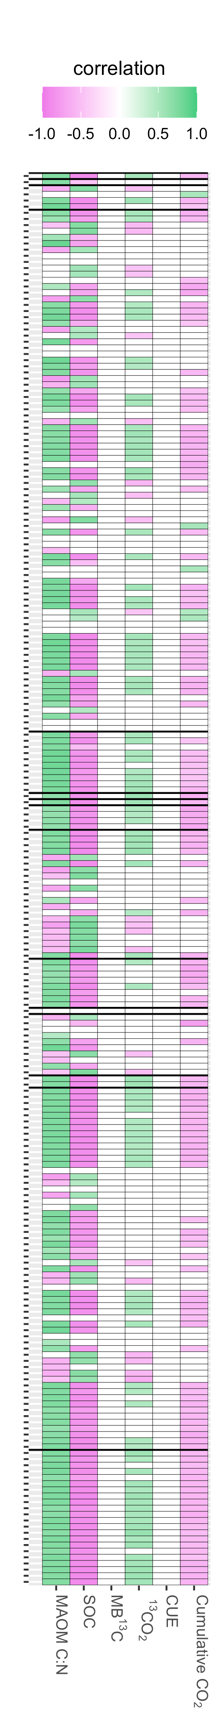 correlation
-1.0 -0.5 0.0 0.5 1.0
MAOM C:N
SOC
MB¹³C
¹³CO₂
CUE
Cumulative CO₂